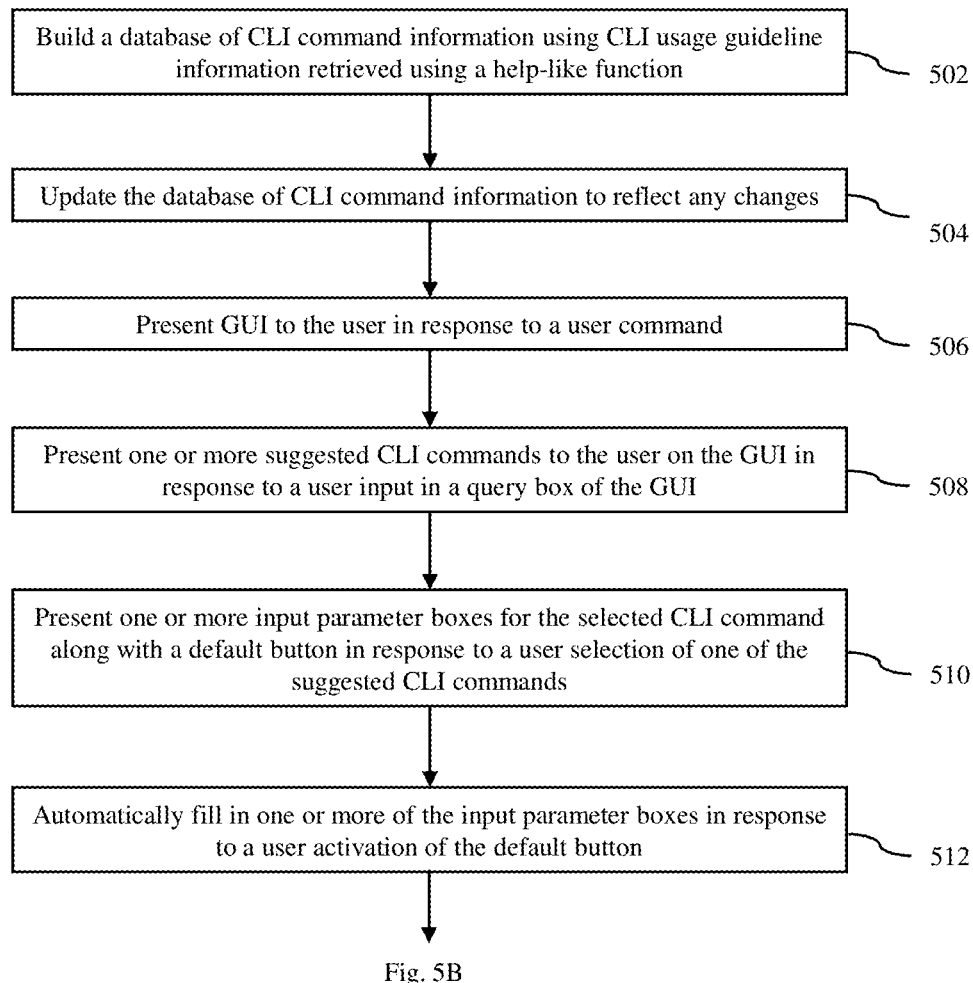 Build a database of CLI command information using CLI usage guideline
information retrieved using a help-like function
502
Update the database of CLI command information to reflect any changes
504
Present GUI to the user in response to a user command
506
Present one or more suggested CLI commands to the user on the GUI in
response to a user input in a query box of the GUI
508
Present one or more input parameter boxes for the selected CLI command
along with a default button in response to a user selection of one of the
suggested CLI commands
510
Automatically fill in one or more of the input parameter boxes in response
to a user activation of the default button
512
Fig. 5B